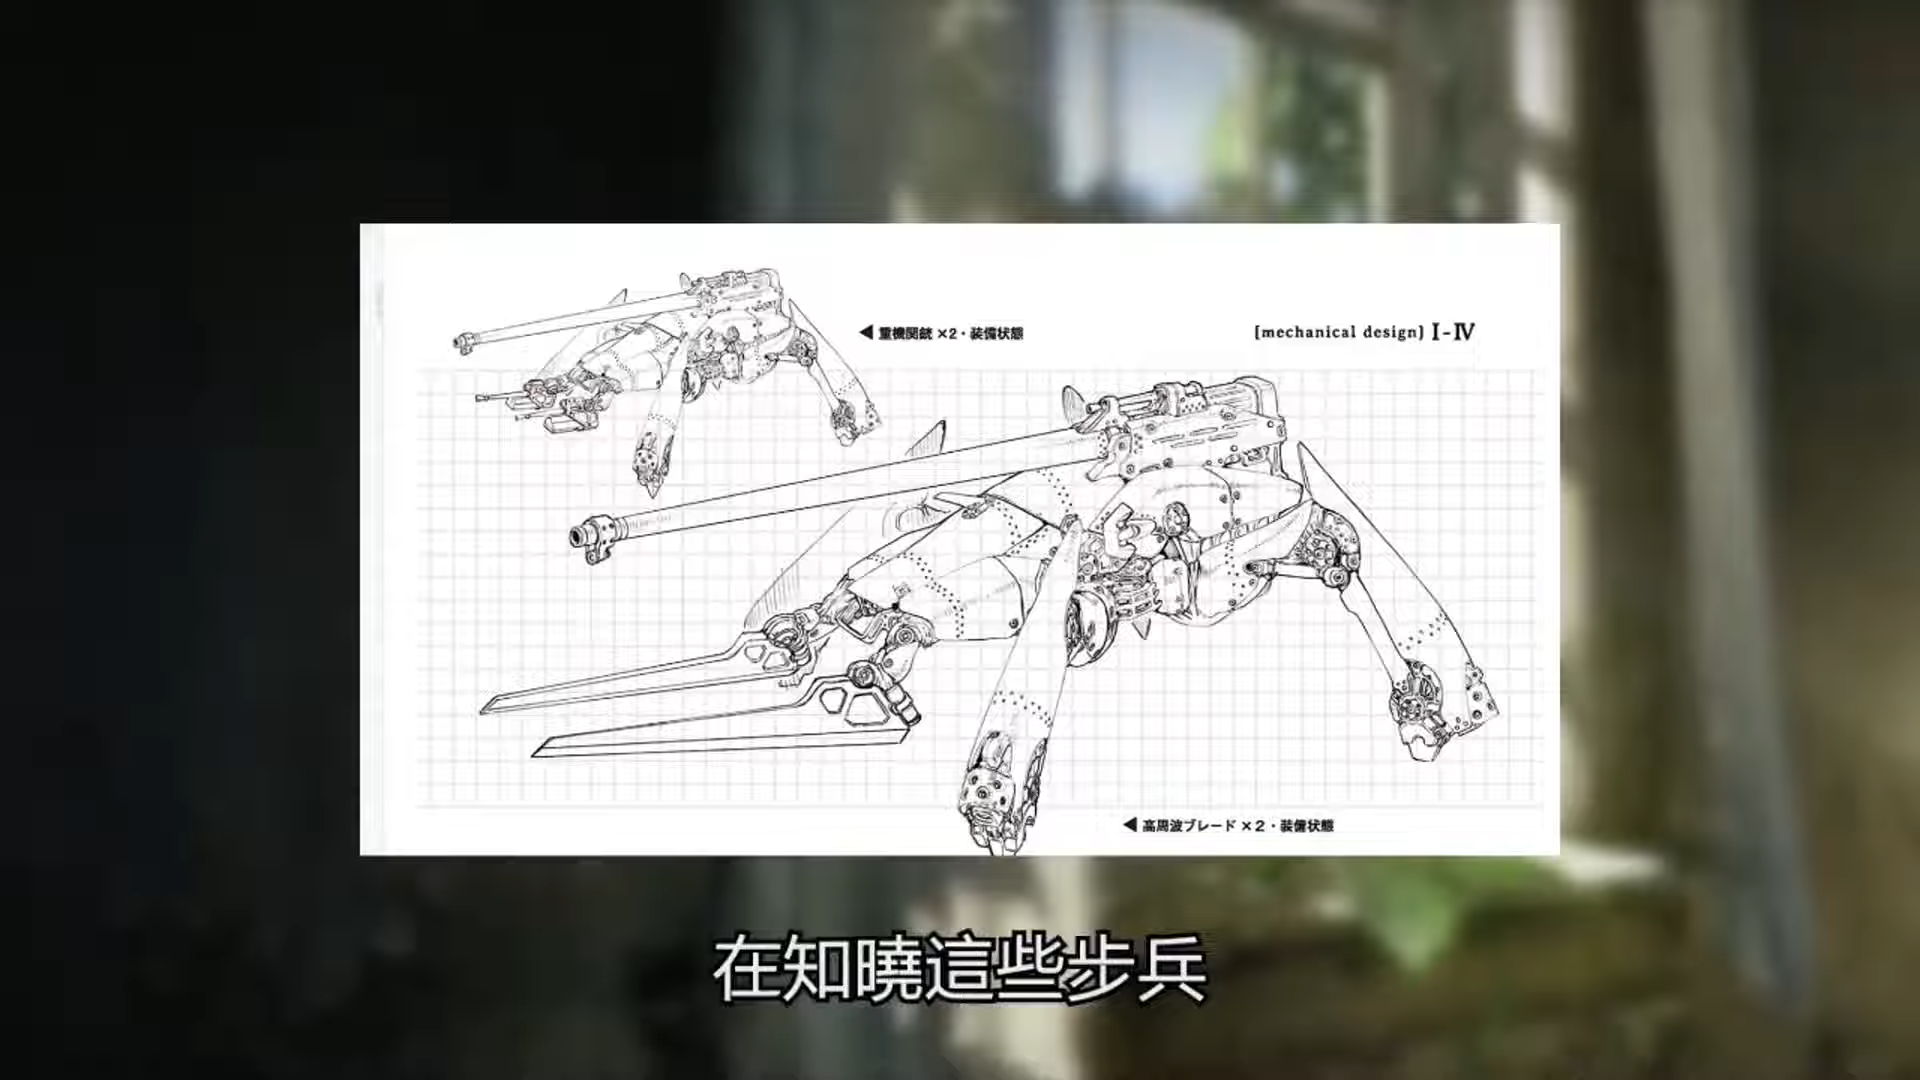 ◀ 重機関銃 ×2・装備状態
[mechanical design] I-IV
◀ 高周波ブレード ×2・装備状態
在知曉這些步兵